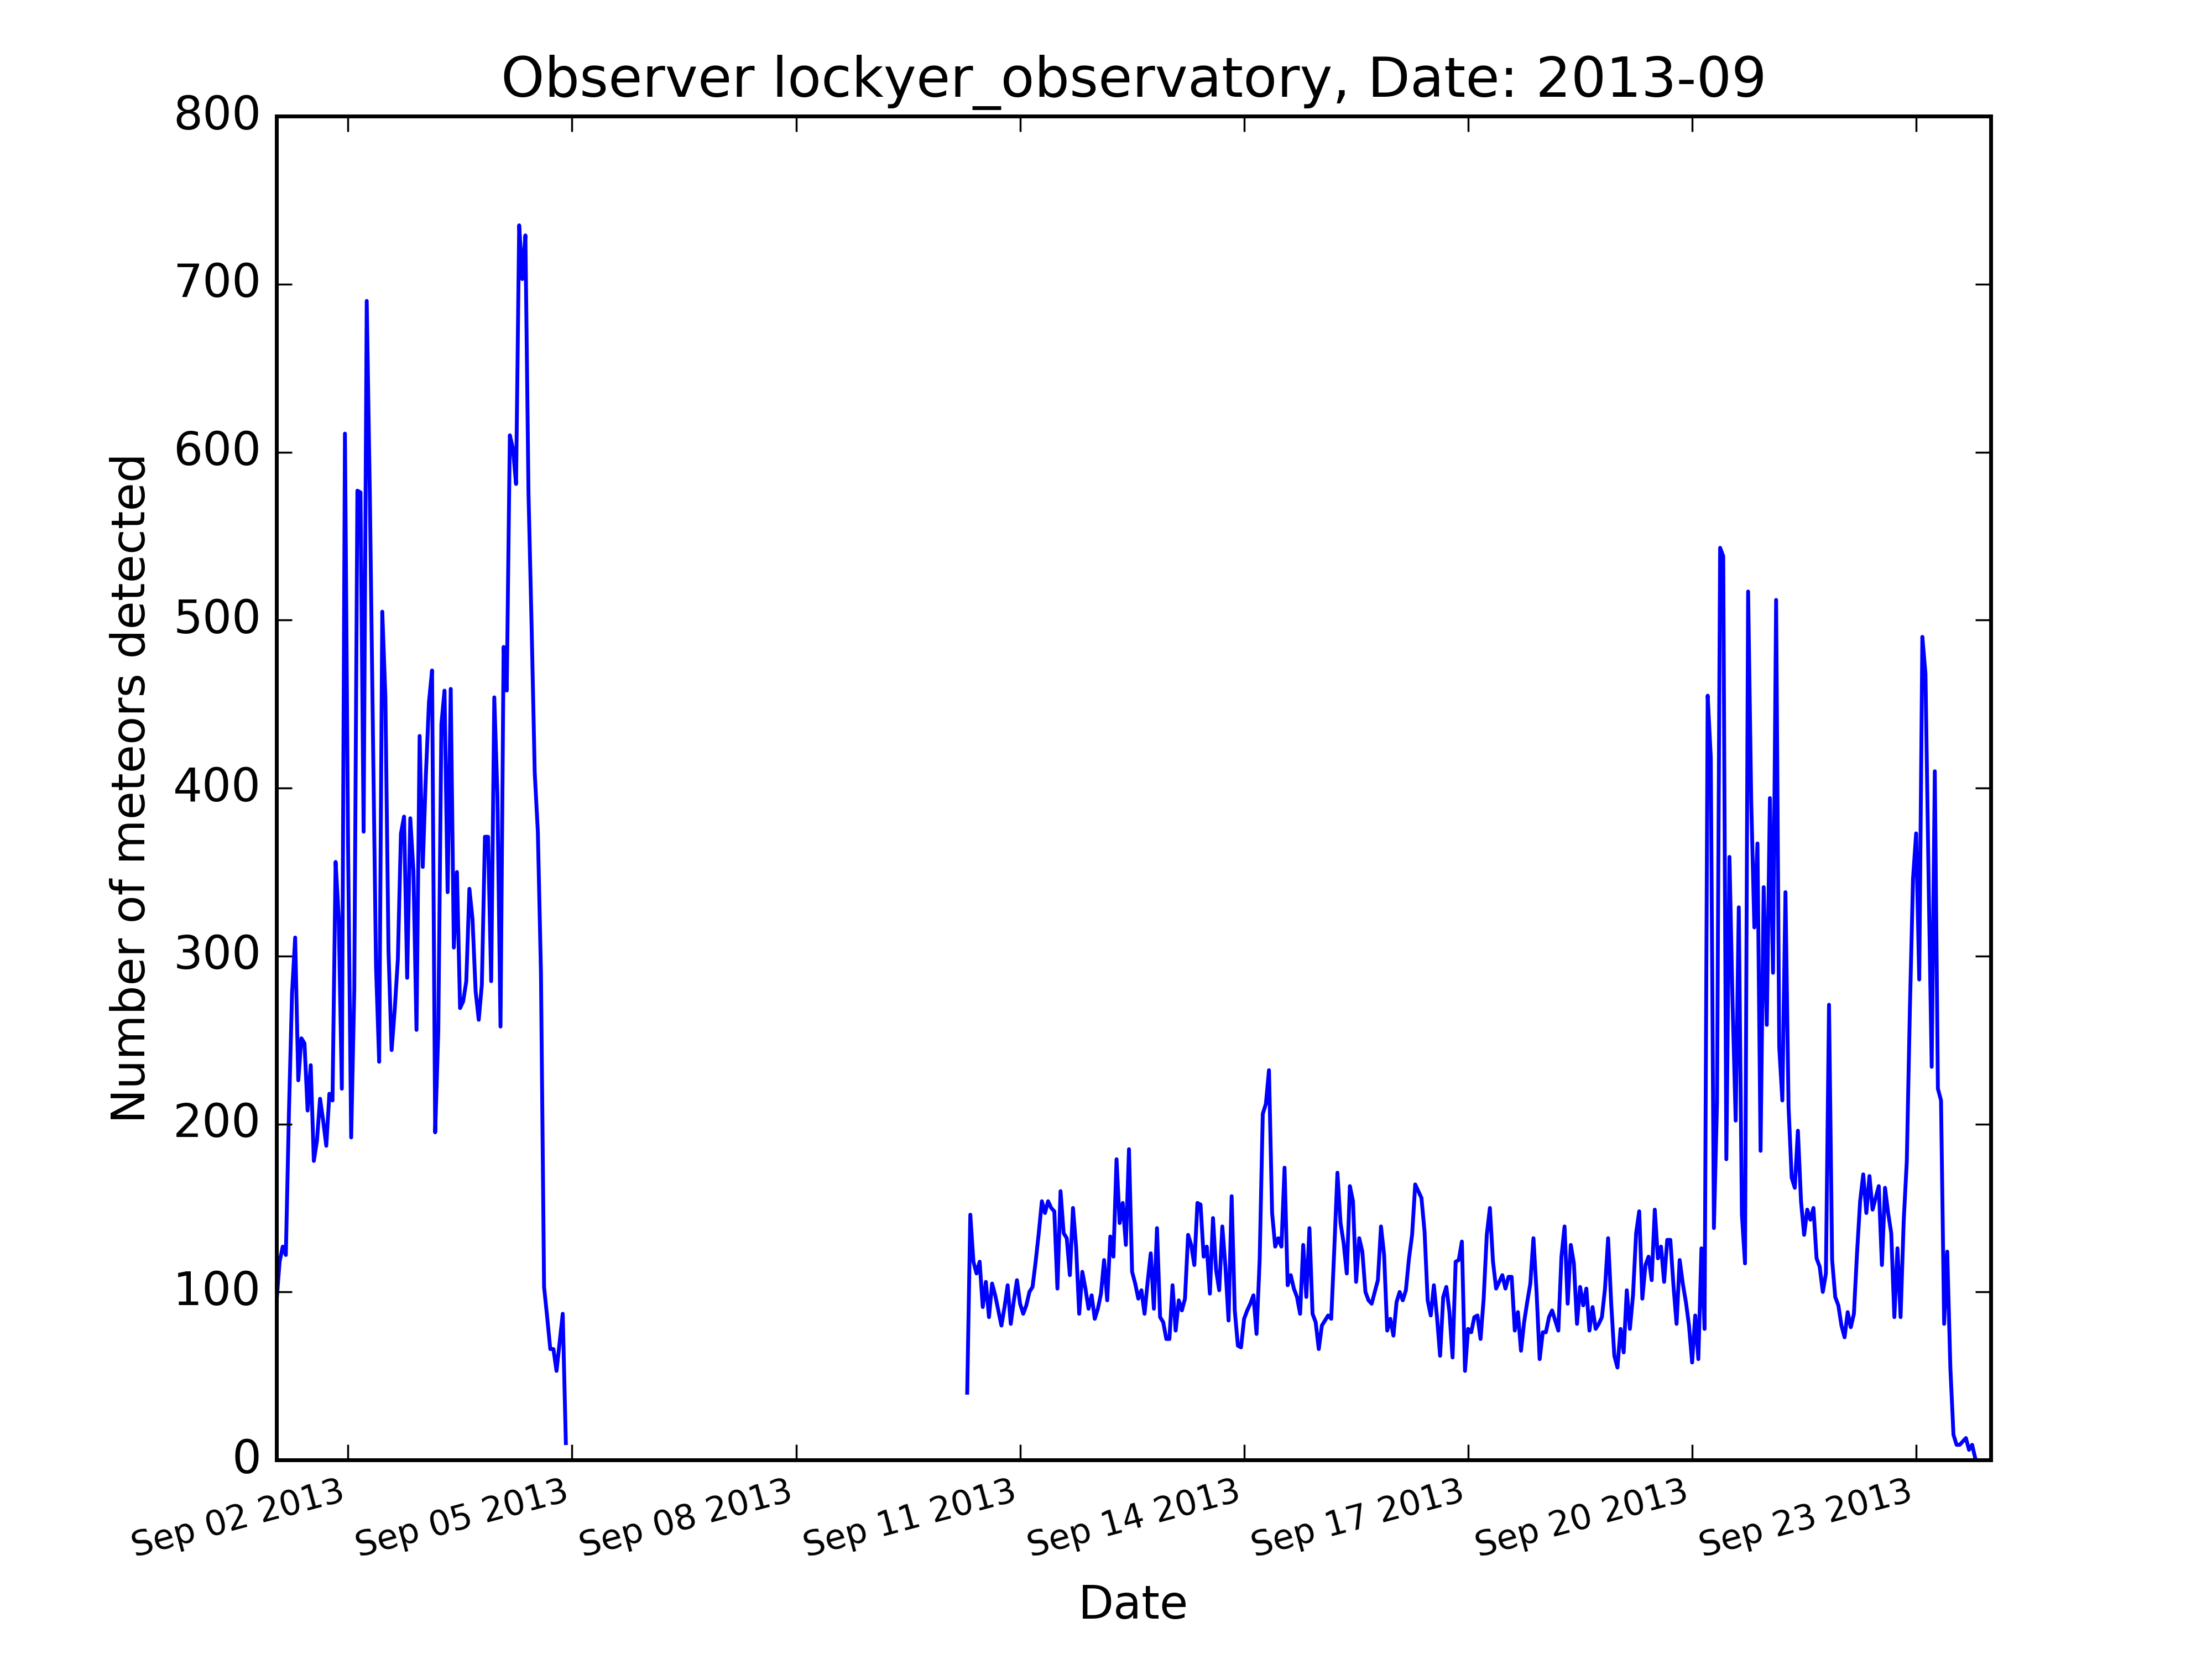 Observer lockyer_observatory, Date: 2013-09
800
700
600
500
400
300
200
100
0
Number of meteors detected
Sep 02 2013
Sep 05 2013
Sep 08 2013
Sep 11 2013
Sep 14 2013
Sep 17 2013
Sep 20 2013
Sep 23 2013
Date